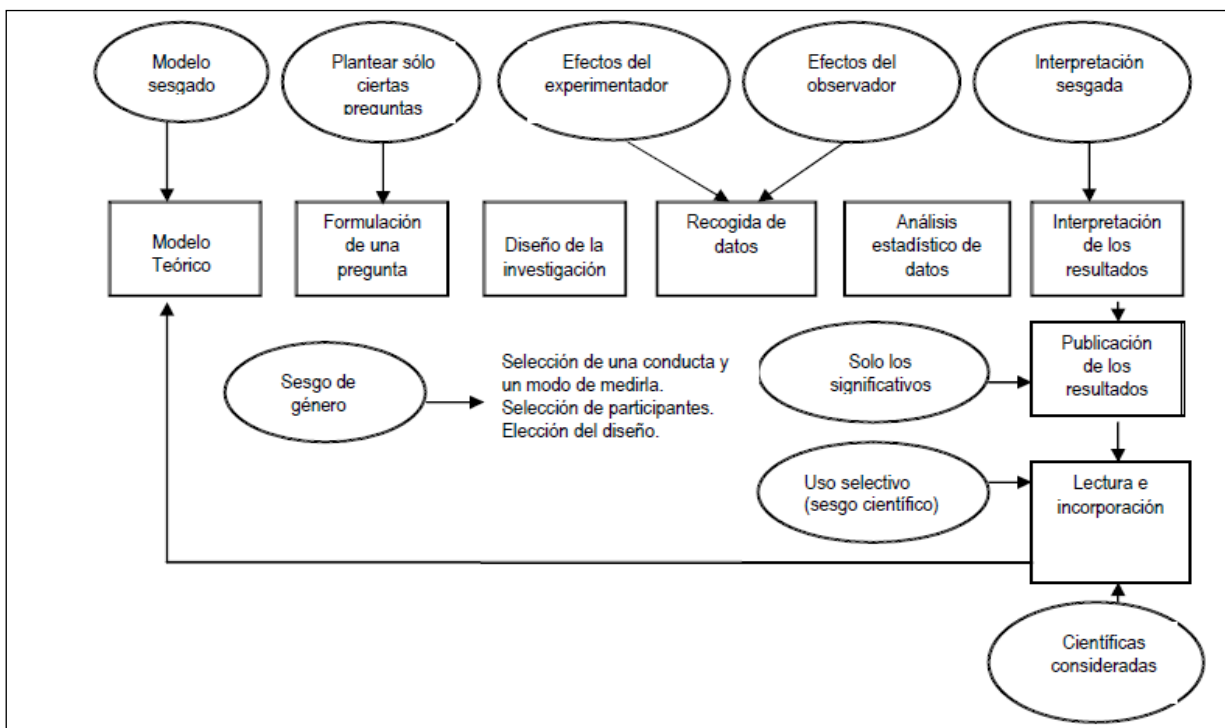 Modelo
sesgado
Plantear sólo
ciertas
preguntas
Efectos del
experimentador
Efectos del
observador
Interpretación
sesgada
Modelo
Teórico
Formulación
de una
pregunta
Diseño de la
investigación
Recogida de
datos
Análisis
estadístico de
datos
Interpretación
de los
resultados
Sesgo de
género
Selección de una conducta y
un modo de medirla.
Selección de participantes.
Elección del diseño.
Solo los
significativos
Publicación
de los
resultados
Uso selectivo
(sesgo científico)
Lectura e
incorporación
Científicas
consideradas